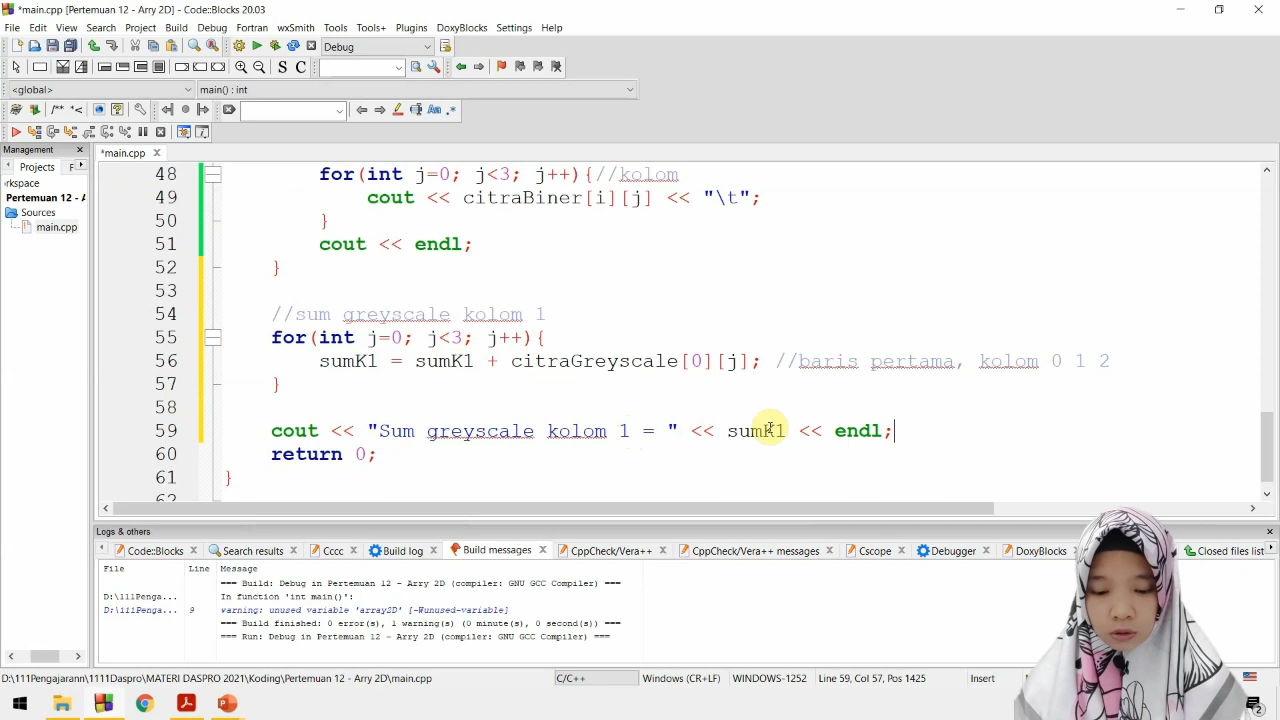 *main.cpp [Pertemuan 12 - Arry 2D] - Code::Blocks 20.03
File Edit View Search Project Build Debug Fortran wxSmith Tools Tools+ Plugins DoxyBlocks Settings Help
Debug
S C
<global> main() : int
/** *<
Aa .*
Management
*main.cpp
Projects F
rkspace
Pertemuan 12 - A
Sources
main.cpp
48 for(int j=0; j<3; j++){//kolom
49 cout << citraBiner[i][j] << "\t";
50 }
51 cout << endl;
52 }
53
54 //sum greyscale kolom 1
55 for(int j=0; j<3; j++){
56 sumK1 = sumK1 + citraGreyscale[0][j]; //baris pertama, kolom 0 1 2
57 }
58
59 cout << "Sum greyscale kolom 1 = " << sumK1 << endl;
60 return 0;
61 }
62
Logs & others
Code::Blocks Search results Cccc Build log Build messages CppCheck/Vera++ CppCheck/Vera++ messages Cscope Debugger DoxyBlocks Closed files list
File Line Message
=== Build: Debug in Pertemuan 12 - Arry 2D (compiler: GNU GCC Compiler) ===
D:\111Penga... In function 'int main()':
D:\111Penga... 9 warning: unused variable 'array2D' [-Wunused-variable]
=== Build finished: 0 error(s), 1 warning(s) (0 minute(s), 0 second(s)) ===
=== Run: Debug in Pertemuan 12 - Arry 2D (compiler: GNU GCC Compiler) ===
D:\111Pengajarann\1111Daspro\MATERI DASPRO\Koding\Pertemuan 12 - Arry 2D\main.cpp C/C++ Windows (CR+LF) WINDOWS-1252 Line 59, Col 57, Pos 1425 Insert
2